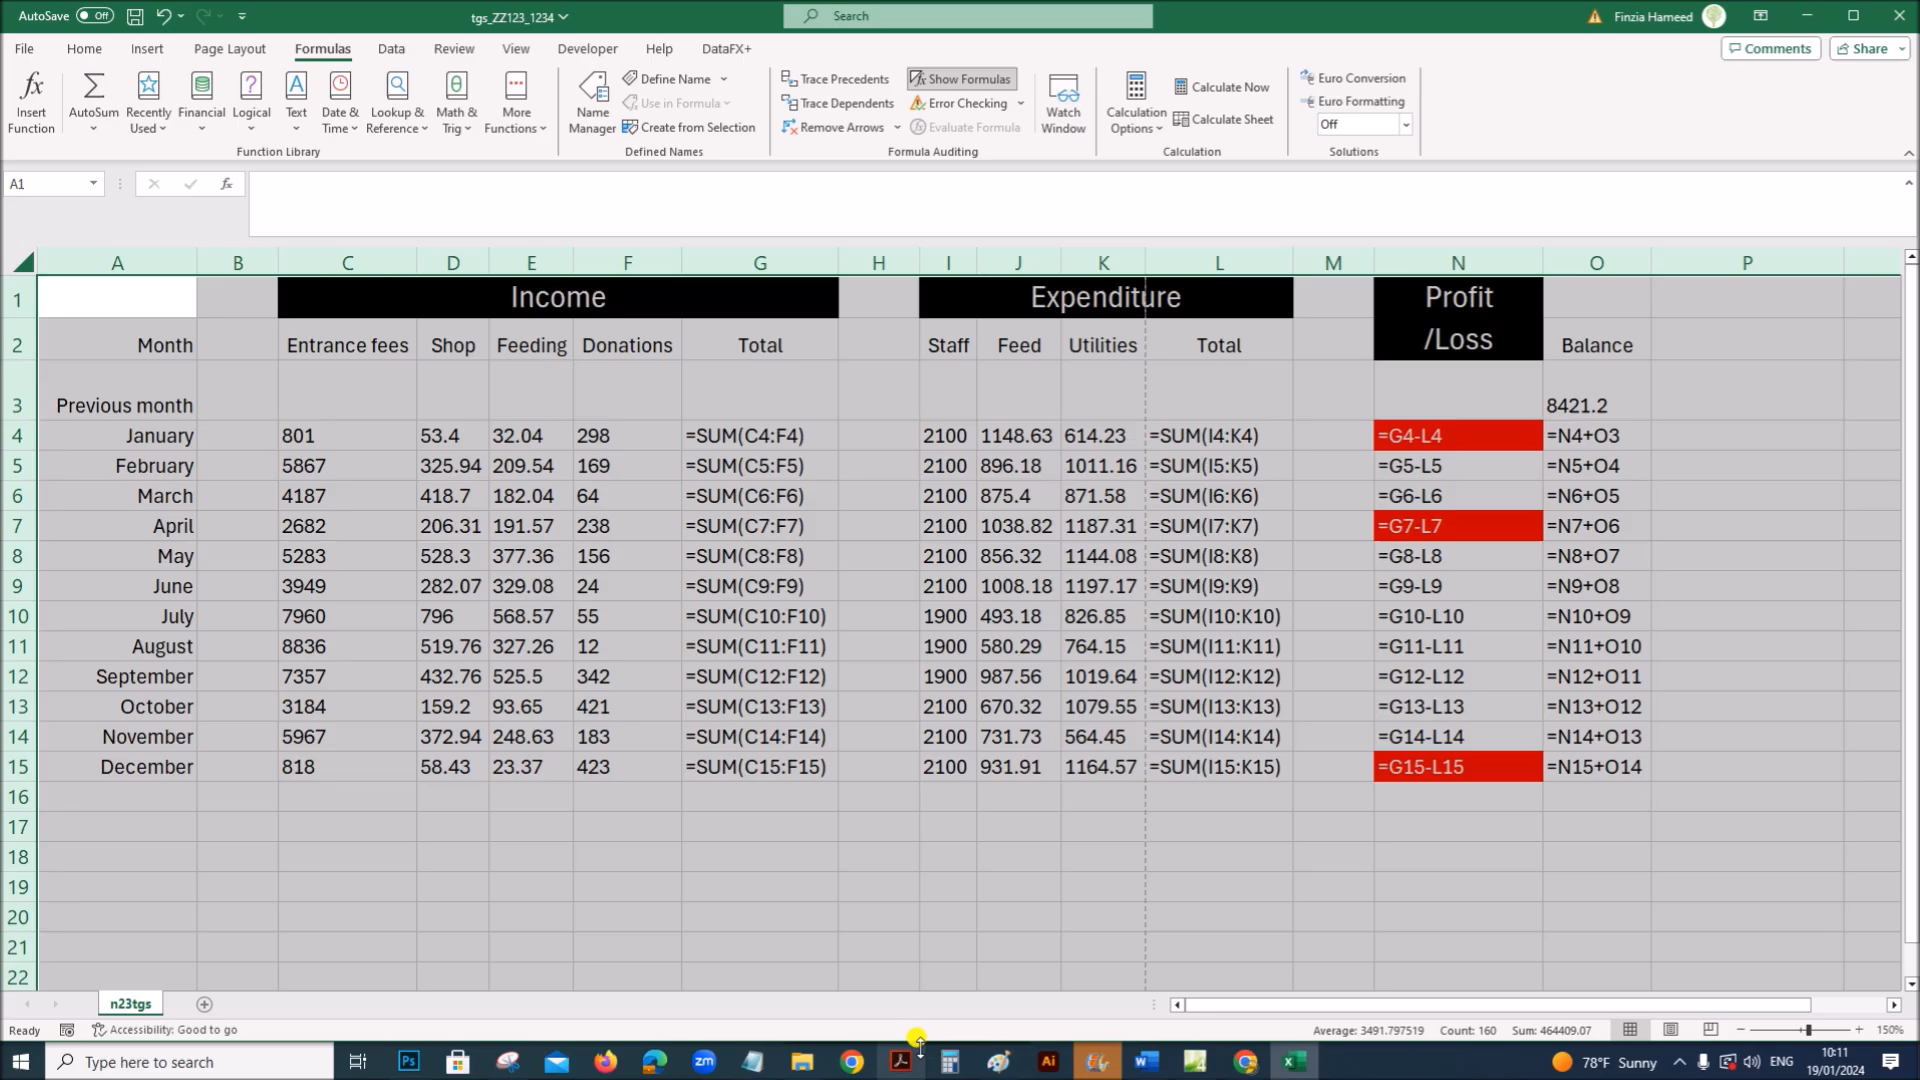 AutoSave Off tgs_ZZ123_1234 Search Finzia Hameed
File Home Insert Page Layout Formulas Data Review View Developer Help DataFX+ Comments Share
Insert Function AutoSum Recently Used Financial Logical Text Date & Time Lookup & Reference Math & Trig More Functions
Function Library
Name Manager Define Name Use in Formula Create from Selection
Defined Names
Trace Precedents Show Formulas
Trace Dependents Error Checking
Remove Arrows Evaluate Formula
Watch Window
Formula Auditing
Calculation Options Calculate Now Calculate Sheet
Calculation
Euro Conversion
Euro Formatting
Off
Solutions
A1 fx
A B C D E F G H I J K L M N O P
1 Income Expenditure Profit /Loss
2 Month Entrance fees Shop Feeding Donations Total Staff Feed Utilities Total Balance
3 Previous month 8421.2
4 January 801 53.4 32.04 298 =SUM(C4:F4) 2100 1148.63 614.23 =SUM(I4:K4) =G4-L4 =N4+O3
5 February 5867 325.94 209.54 169 =SUM(C5:F5) 2100 896.18 1011.16 =SUM(I5:K5) =G5-L5 =N5+O4
6 March 4187 418.7 182.04 64 =SUM(C6:F6) 2100 875.4 871.58 =SUM(I6:K6) =G6-L6 =N6+O5
7 April 2682 206.31 191.57 238 =SUM(C7:F7) 2100 1038.82 1187.31 =SUM(I7:K7) =G7-L7 =N7+O6
8 May 5283 528.3 377.36 156 =SUM(C8:F8) 2100 856.32 1144.08 =SUM(I8:K8) =G8-L8 =N8+O7
9 June 3949 282.07 329.08 24 =SUM(C9:F9) 2100 1008.18 1197.17 =SUM(I9:K9) =G9-L9 =N9+O8
10 July 7960 796 568.57 55 =SUM(C10:F10) 1900 493.18 826.85 =SUM(I10:K10) =G10-L10 =N10+O9
11 August 8836 519.76 327.26 12 =SUM(C11:F11) 1900 580.29 764.15 =SUM(I11:K11) =G11-L11 =N11+O10
12 September 7357 432.76 525.5 342 =SUM(C12:F12) 1900 987.56 1019.64 =SUM(I12:K12) =G12-L12 =N12+O11
13 October 3184 159.2 93.65 421 =SUM(C13:F13) 2100 670.32 1079.55 =SUM(I13:K13) =G13-L13 =N13+O12
14 November 5967 372.94 248.63 183 =SUM(C14:F14) 2100 731.73 564.45 =SUM(I14:K14) =G14-L14 =N14+O13
15 December 818 58.43 23.37 423 =SUM(C15:F15) 2100 931.91 1164.57 =SUM(I15:K15) =G15-L15 =N15+O14
16
17
18
19
20
21
22
n23tgs
Ready Accessibility: Good to go Average: 3491.797519 Count: 160 Sum: 464409.07 150%
Type here to search Ps zm Ai 78°F Sunny ENG 10:11
19/01/2024